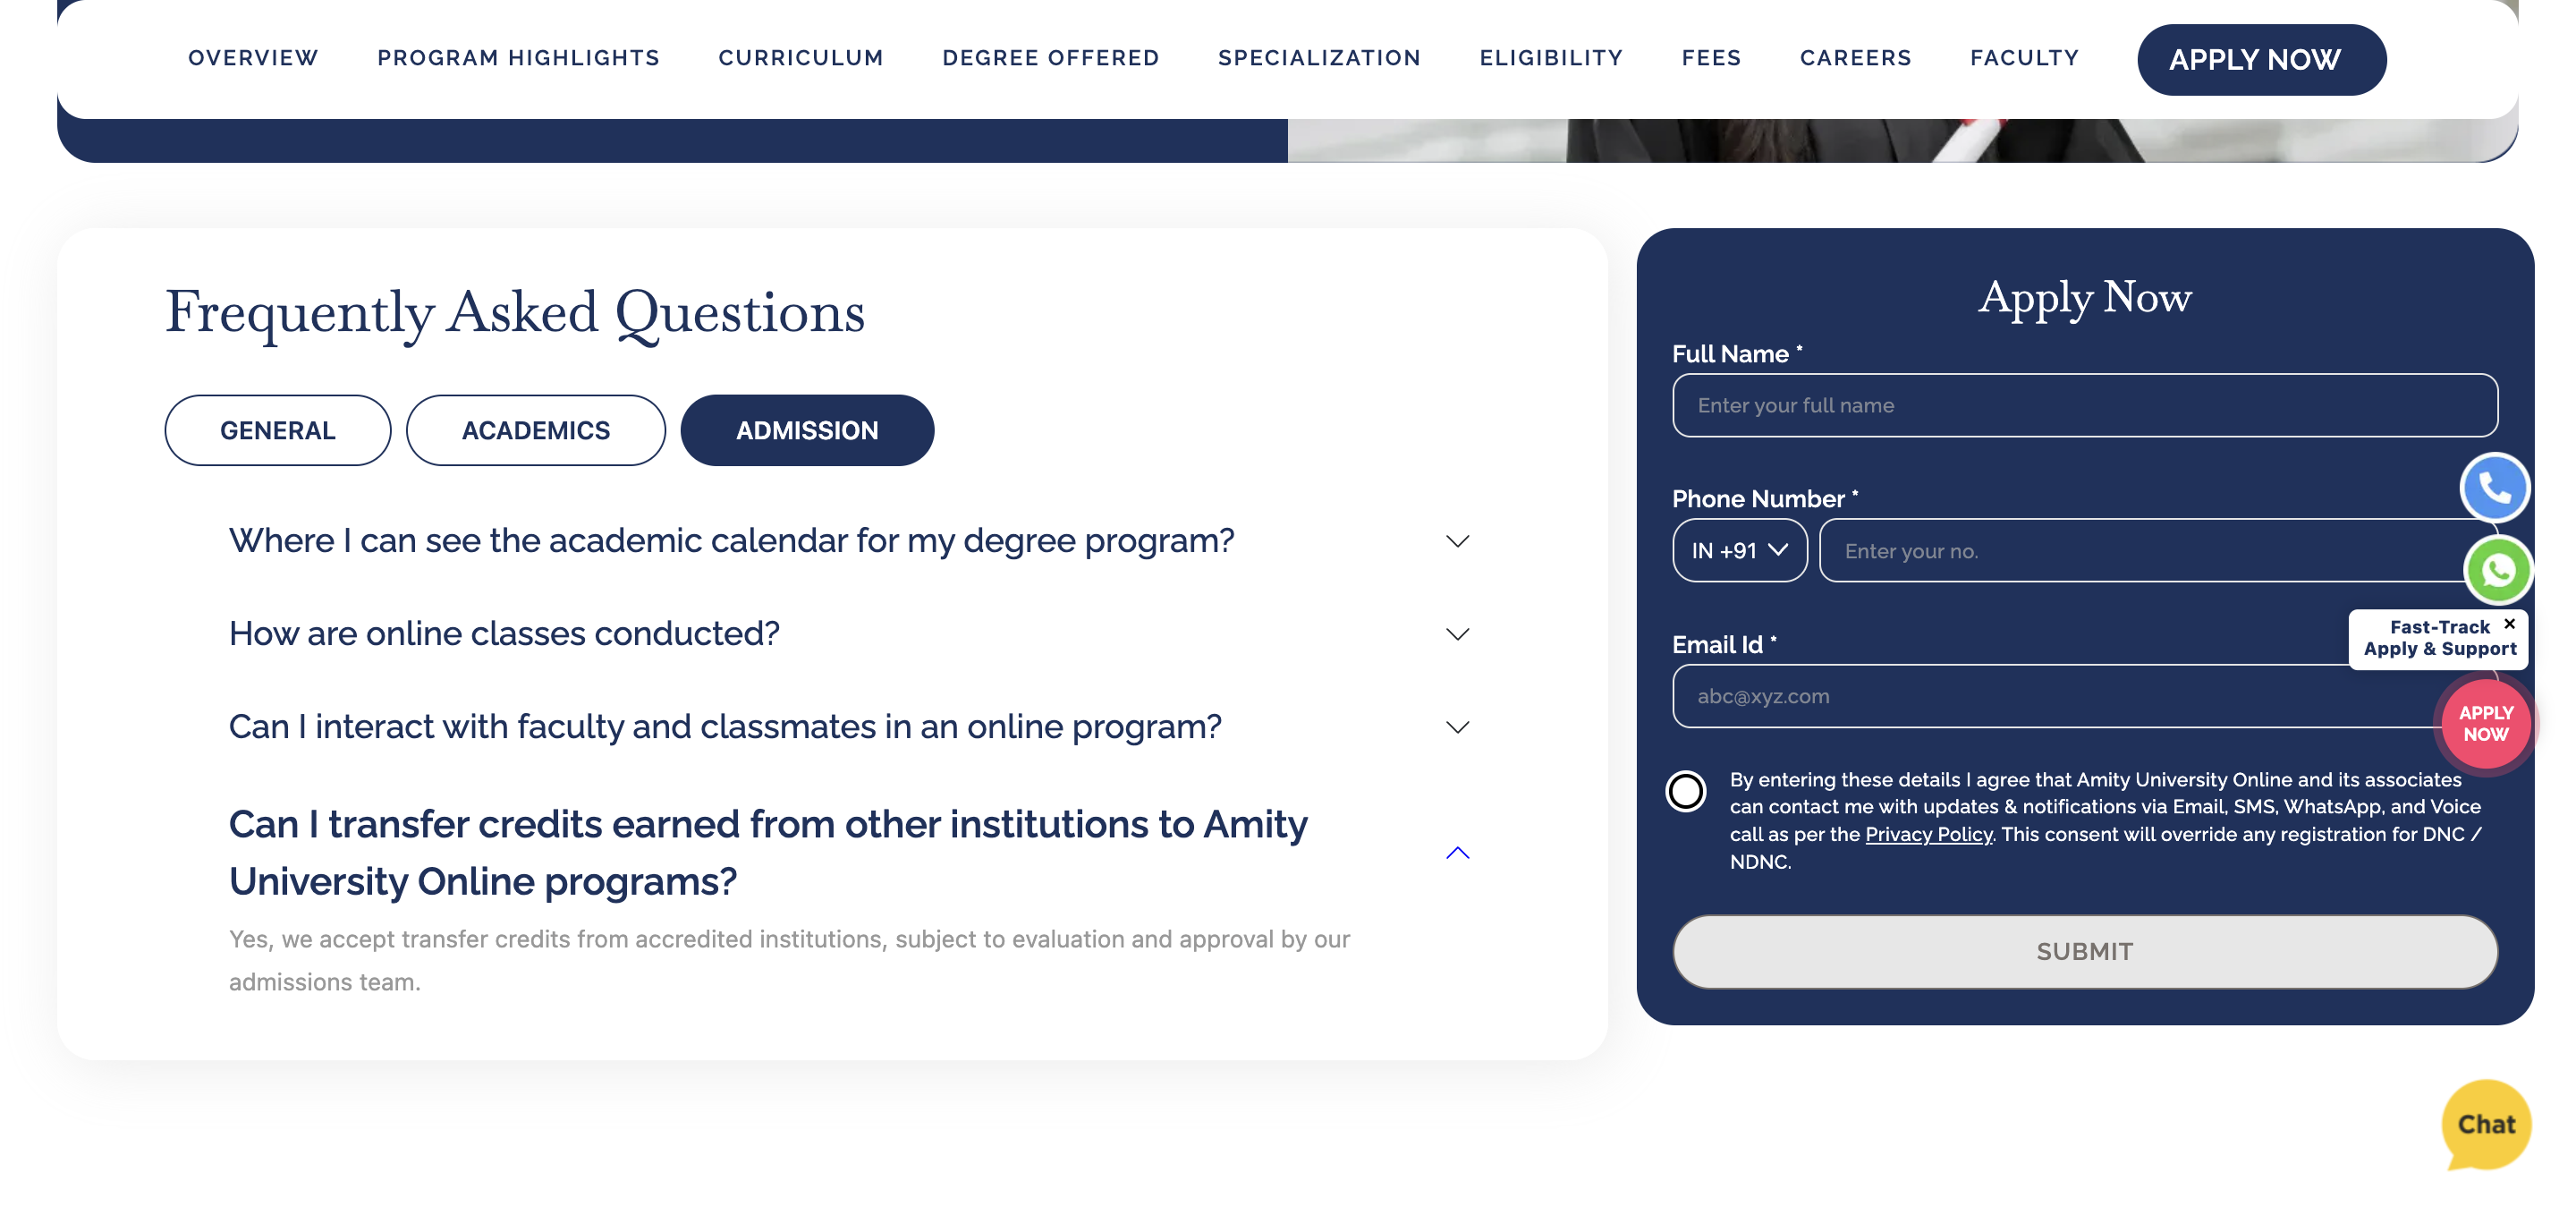 OVERVIEW PROGRAM HIGHLIGHTS CURRICULUM DEGREE OFFERED SPECIALIZATION ELIGIBILITY FEES CAREERS FACULTY APPLY NOW
Frequently Asked Questions
GENERAL ACADEMICS ADMISSION
Where I can see the academic calendar for my degree program?
How are online classes conducted?
Can I interact with faculty and classmates in an online program?
Can I transfer credits earned from other institutions to Amity
University Online programs?
Yes, we accept transfer credits from accredited institutions, subject to evaluation and approval by our
admissions team.
Apply Now
Full Name *
Enter your full name
Phone Number *
IN +91 Enter your no.
Email Id *
abc@xyz.com
Fast-Track ×
Apply & Support
APPLY
NOW
By entering these details I agree that Amity University Online and its associates
can contact me with updates & notifications via Email, SMS, WhatsApp, and Voice
call as per the Privacy Policy. This consent will override any registration for DNC /
NDNC.
SUBMIT
Chat